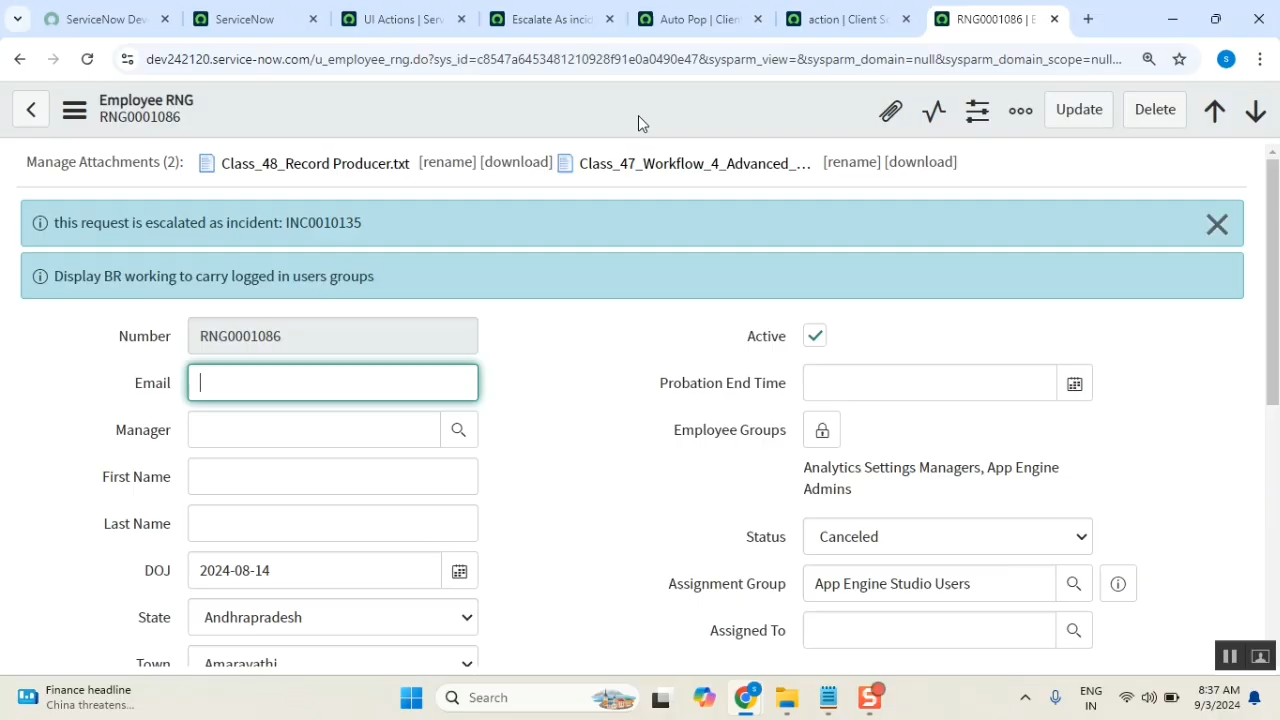 ServiceNow Dev
ServiceNow
UI Actions | Serv
Escalate As incid
Auto Pop | Client
action | Client Sc
RNG0001086 | E
dev242120.service-now.com/u_employee_rng.do?sys_id=c8547a6453481210928f91e0a0490e47&sysparm_view=&sysparm_domain=null&sysparm_domain_scope=null...
S
Employee RNG
RNG0001086
Update
Delete
Manage Attachments (2): Class_48_Record Producer.txt [rename] [download] Class_47_Workflow_4_Advanced_... [rename] [download]
this request is escalated as incident: INC0010135
Display BR working to carry logged in users groups
Number RNG0001086
Active
Email
Probation End Time
Manager
Employee Groups
First Name
Analytics Settings Managers, App Engine
Admins
Last Name
Status Canceled
DOJ 2024-08-14
Assignment Group App Engine Studio Users
State Andhrapradesh
Assigned To
Town Amaravathi
Finance headline
China threatens...
Search
ENG
IN
8:37 AM
9/3/2024